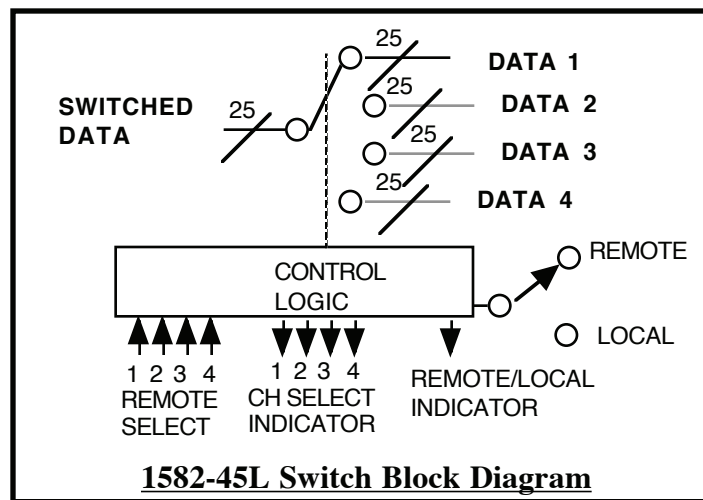 25
DATA 1
SWITCHED
DATA
25
25
DATA 2
25
DATA 3
25
DATA 4
CONTROL
LOGIC
REMOTE
LOCAL
1 2 3 4
REMOTE
SELECT
1 2 3 4
CH SELECT
INDICATOR
REMOTE/LOCAL
INDICATOR
1582-45L Switch Block Diagram